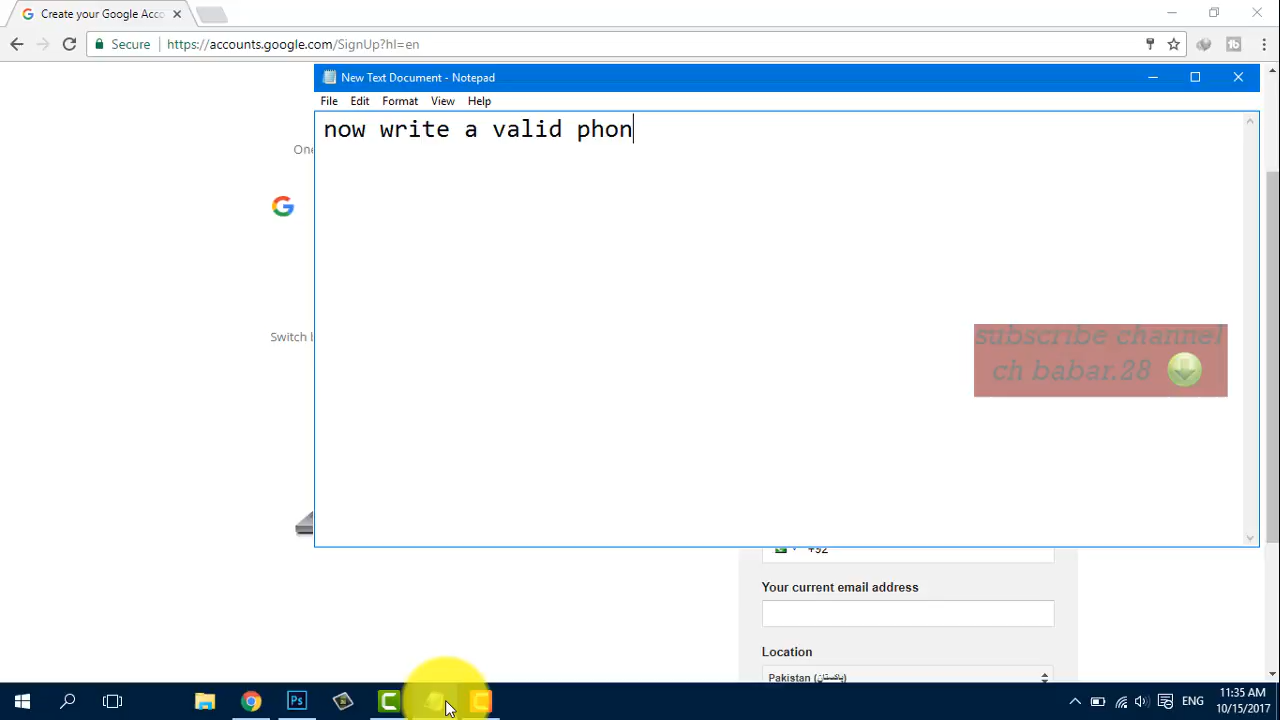 Create your Google Acco
Secure
https://accounts.google.com/SignUp?hl=en
New Text Document - Notepad
File Edit Format View Help
now write a valid phon
One
G
Switch b
subscribe channel
ch babar.28
+92
Your current email address
Location
Pakistan (پاکستان)
Ps
ENG
11:35 AM
10/15/2017